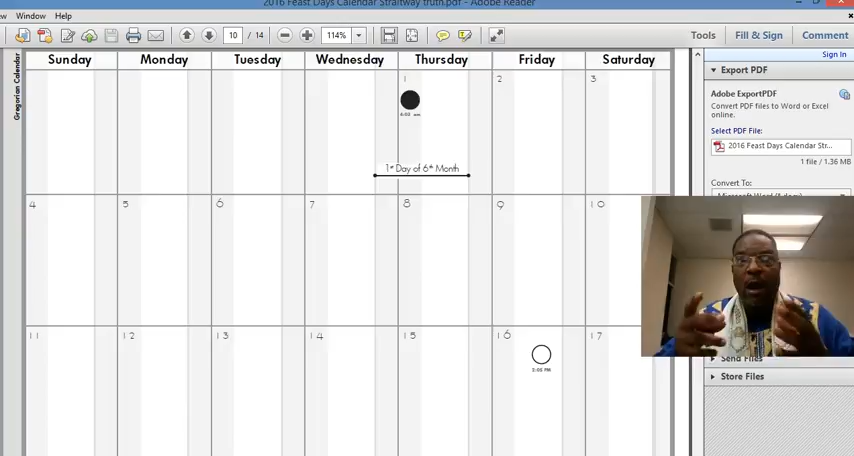 2016 Feast Days Calendar Straitway truth.pdf - Adobe Reader
Window Help
10 / 14 114% Tools Fill & Sign Comment
Sign In
Gregorian Calendar
Sunday Monday Tuesday Wednesday Thursday Friday Saturday
1 2 3
1st Day of 6th Month
4 5 6 7 8 9 10
11 12 13 14 15 16 17
3:05 PM
Export PDF
Adobe ExportPDF
Convert PDF files to Word or Excel
online.
Select PDF File:
2016 Feast Days Calendar Str...
1 file / 1.36 MB
Convert To:
Send Files
Store Files